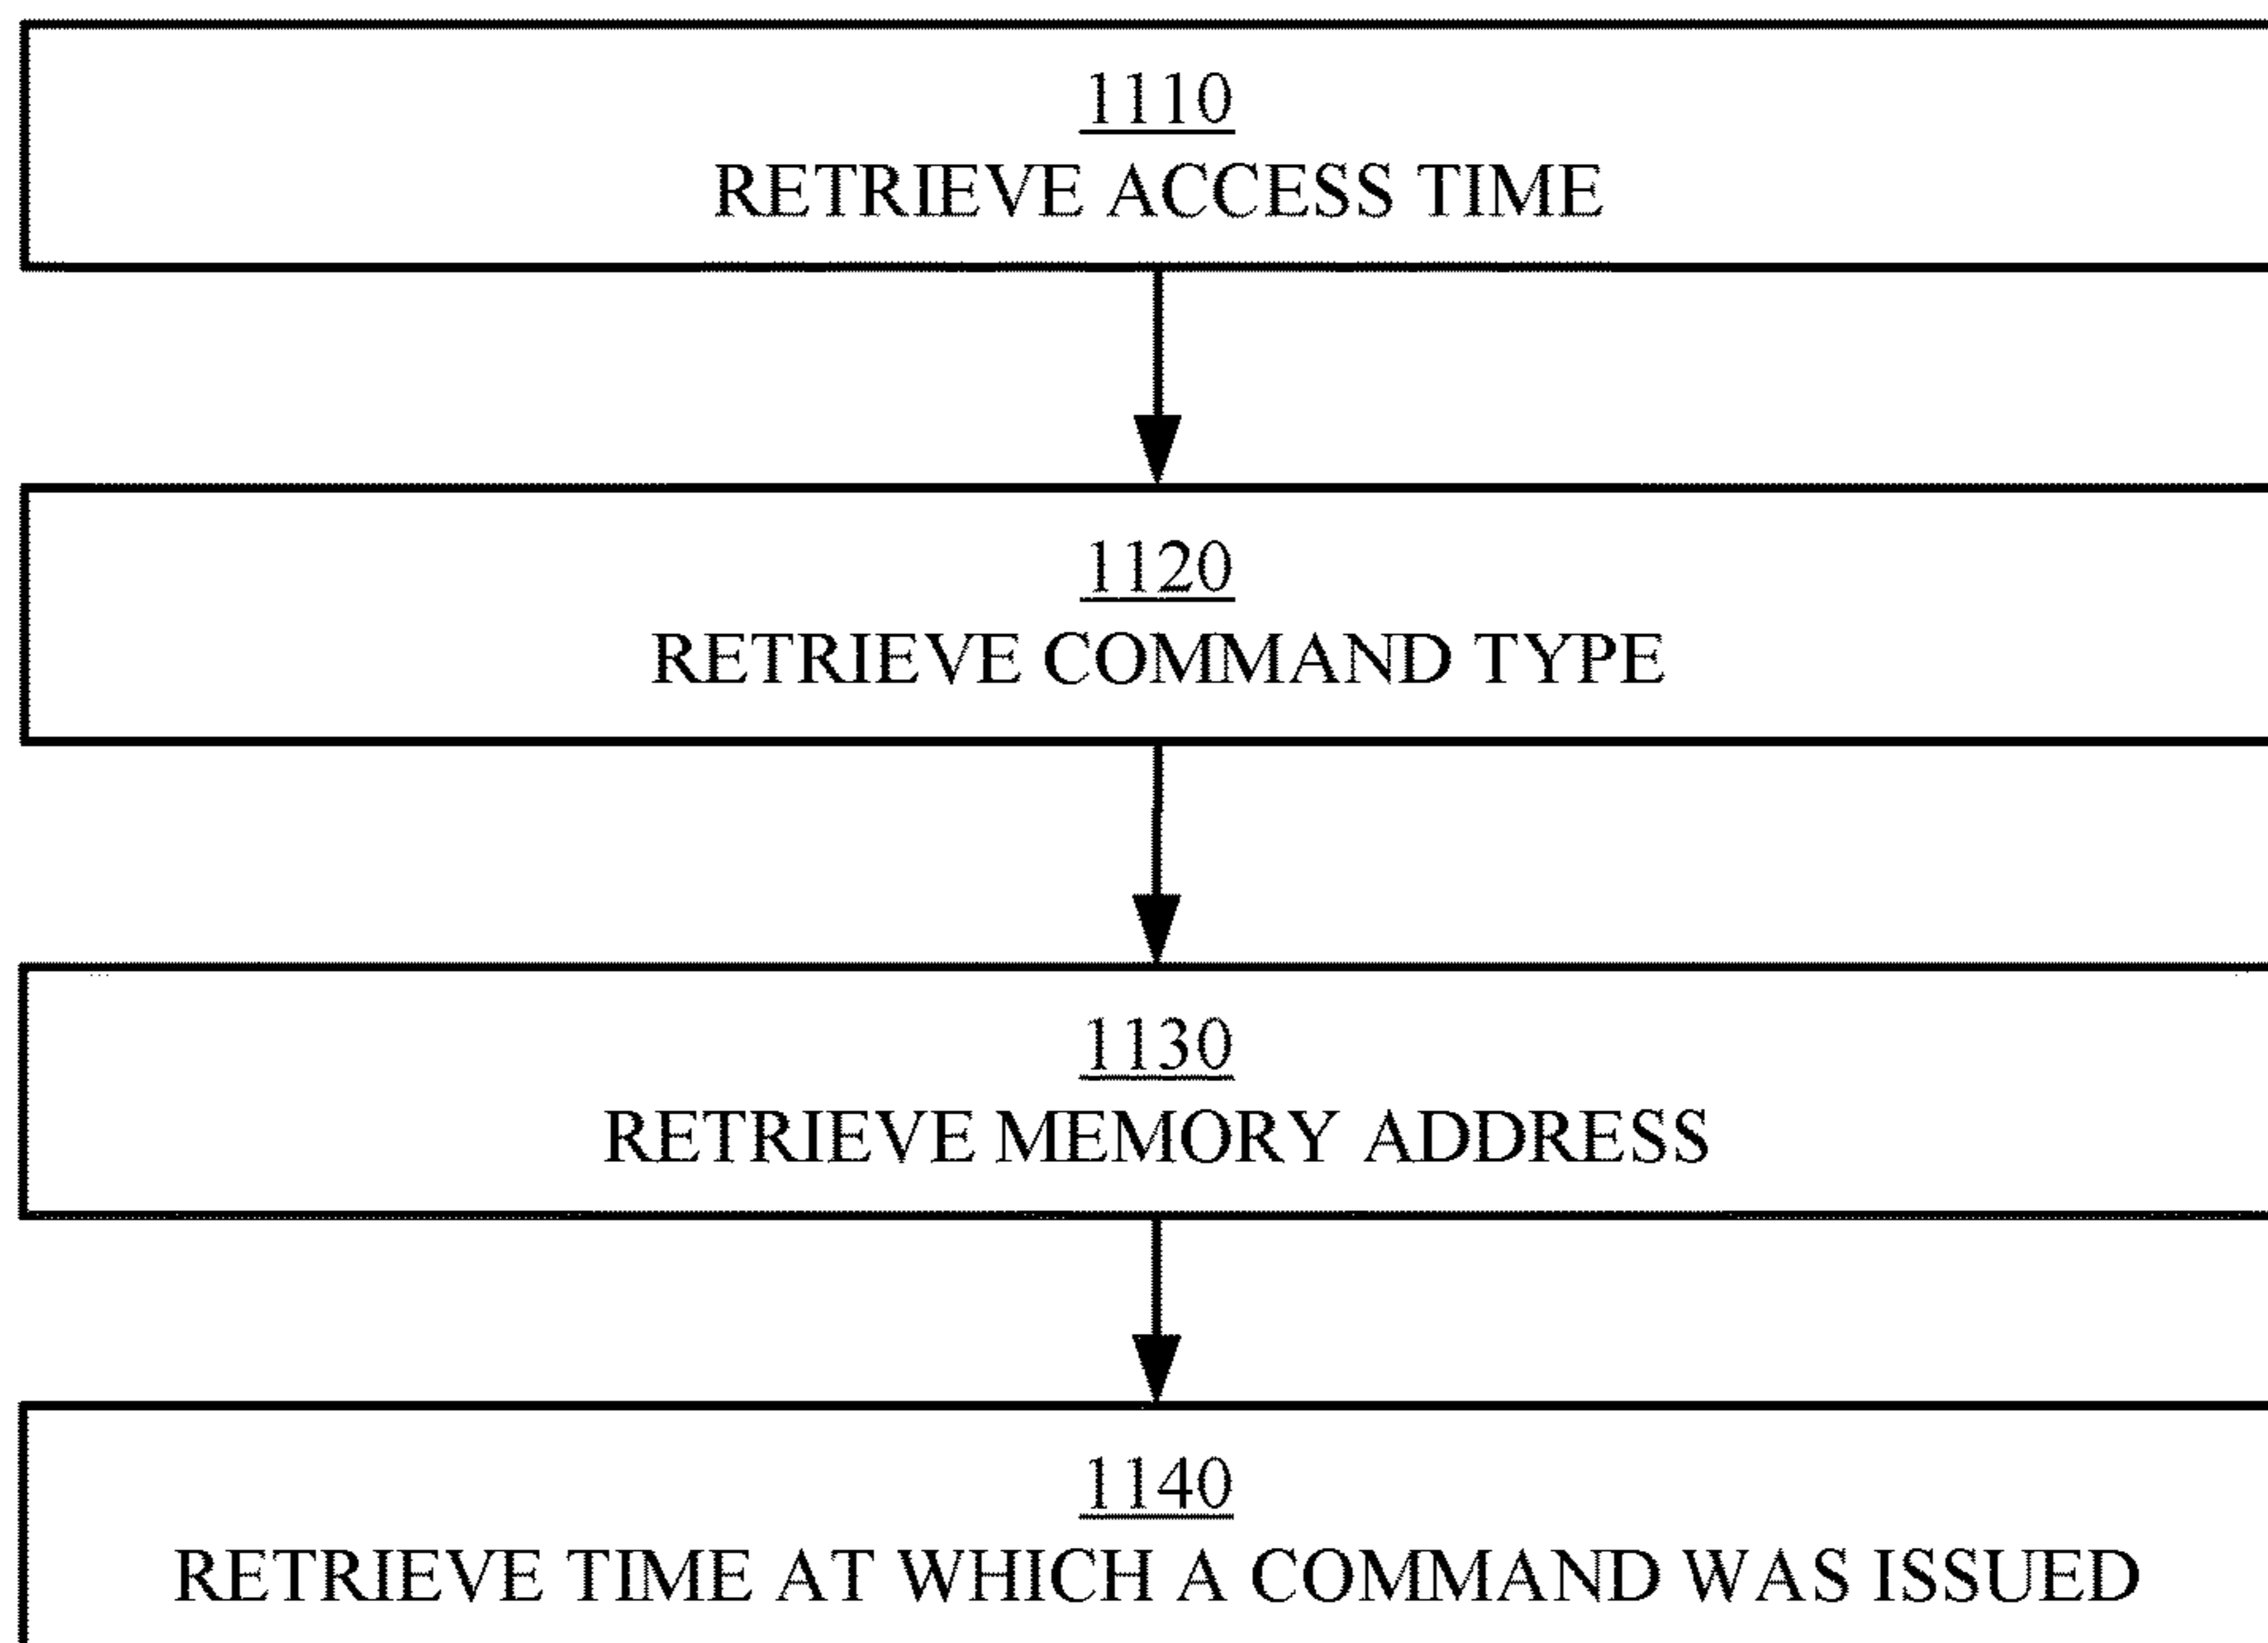 1110
RETRIEVE ACCESS TIME
1120
RETRIEVE COMMAND TYPE
1130
RETRIEVE MEMORY ADDRESS
1140
RETRIEVE TIME AT WHICH A COMMAND WAS ISSUED